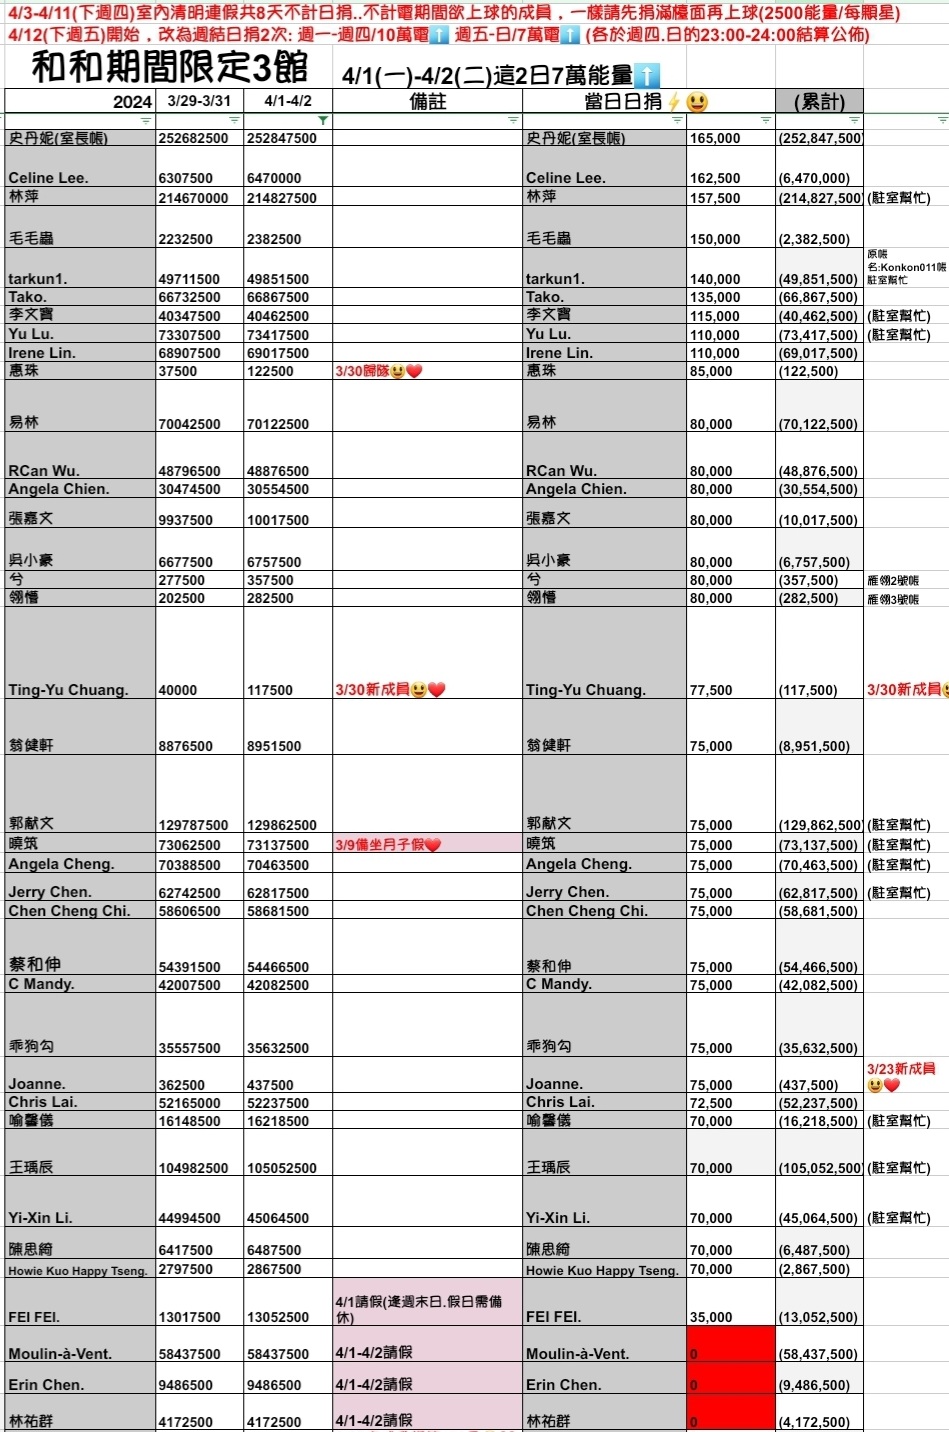 4/3-4/11(下週四)室內清明連假共8天不計日捐..不計電期間欲上球的成員，一樣請先捐滿檯面再上球(2500能量/每顆星)
4/12(下週五)開始，改為週結日捐2次: 週一-週四/10萬電⬆️ 週五-日/7萬電⬆️ (各於週四.日的23:00-24:00結算公佈)
和和期間限定3館 4/1(一)-4/2(二)這2日7萬能量⬆️
2024 3/29-3/31 4/1-4/2 備註 當日日捐⚡😃 (累計)
史丹妮(室長帳) 252682500 252847500 史丹妮(室長帳) 165,000 (252,847,500)
Celine Lee. 6307500 6470000 Celine Lee. 162,500 (6,470,000)
林萍 214670000 214827500 林萍 157,500 (214,827,500) (駐室幫忙)
毛毛蟲 2232500 2382500 毛毛蟲 150,000 (2,382,500)
tarkun1. 49711500 49851500 tarkun1. 140,000 (49,851,500) 原帳名:Konkon011帳 駐室幫忙
Tako. 66732500 66867500 Tako. 135,000 (66,867,500)
李文寶 40347500 40462500 李文寶 115,000 (40,462,500) (駐室幫忙)
Yu Lu. 73307500 73417500 Yu Lu. 110,000 (73,417,500) (駐室幫忙)
Irene Lin. 68907500 69017500 Irene Lin. 110,000 (69,017,500)
惠珠 37500 122500 3/30歸隊😃❤️ 惠珠 85,000 (122,500)
易林 70042500 70122500 易林 80,000 (70,122,500)
RCan Wu. 48796500 48876500 RCan Wu. 80,000 (48,876,500)
Angela Chien. 30474500 30554500 Angela Chien. 80,000 (30,554,500)
張嘉文 9937500 10017500 張嘉文 80,000 (10,017,500)
吳小豪 6677500 6757500 吳小豪 80,000 (6,757,500)
兮 277500 357500 兮 80,000 (357,500) 雁翎2號帳
翎懵 202500 282500 翎懵 80,000 (282,500) 雁翎3號帳
Ting-Yu Chuang. 40000 117500 3/30新成員😃❤️ Ting-Yu Chuang. 77,500 (117,500) 3/30新成員😃
翁健軒 8876500 8951500 翁健軒 75,000 (8,951,500)
郭献文 129787500 129862500 郭献文 75,000 (129,862,500) (駐室幫忙)
曉筑 73062500 73137500 3/9備坐月子假❤️ 曉筑 75,000 (73,137,500) (駐室幫忙)
Angela Cheng. 70388500 70463500 Angela Cheng. 75,000 (70,463,500) (駐室幫忙)
Jerry Chen. 62742500 62817500 Jerry Chen. 75,000 (62,817,500) (駐室幫忙)
Chen Cheng Chi. 58606500 58681500 Chen Cheng Chi. 75,000 (58,681,500)
蔡和伸 54391500 54466500 蔡和伸 75,000 (54,466,500)
C Mandy. 42007500 42082500 C Mandy. 75,000 (42,082,500)
乖狗勾 35557500 35632500 乖狗勾 75,000 (35,632,500)
Joanne. 362500 437500 Joanne. 75,000 (437,500) 3/23新成員😃❤️
Chris Lai. 52165000 52237500 Chris Lai. 72,500 (52,237,500)
喻馨儀 16148500 16218500 喻馨儀 70,000 (16,218,500) (駐室幫忙)
王瑀辰 104982500 105052500 王瑀辰 70,000 (105,052,500) (駐室幫忙)
Yi-Xin Li. 44994500 45064500 Yi-Xin Li. 70,000 (45,064,500) (駐室幫忙)
陳思綺 6417500 6487500 陳思綺 70,000 (6,487,500)
Howie Kuo Happy Tseng. 2797500 2867500 Howie Kuo Happy Tseng. 70,000 (2,867,500)
FEI FEI. 13017500 13052500 4/1請假(逢週末日.假日需備休) FEI FEI. 35,000 (13,052,500)
Moulin-à-Vent. 58437500 58437500 4/1-4/2請假 Moulin-à-Vent. 0 (58,437,500)
Erin Chen. 9486500 9486500 4/1-4/2請假 Erin Chen. 0 (9,486,500)
林祐群 4172500 4172500 4/1-4/2請假 林祐群 0 (4,172,500)